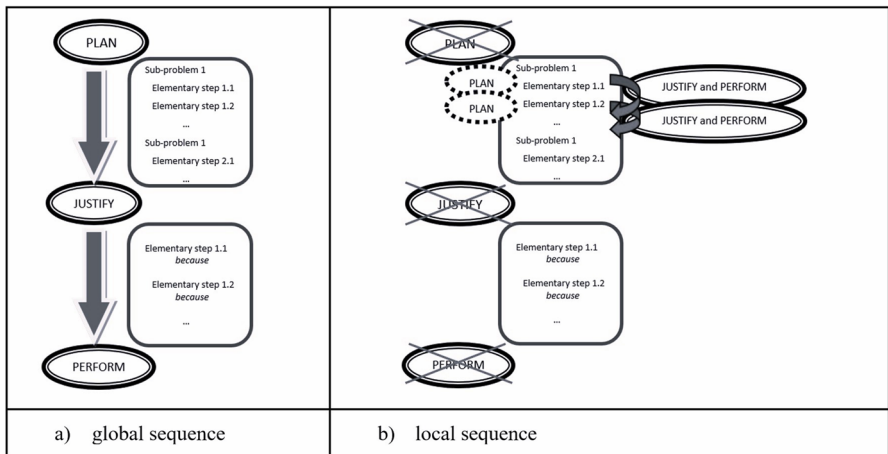 PLAN
Sub-problem 1
Elementary step 1.1
Elementary step 1.2
...
Sub-problem 1
Elementary step 2.1
...
JUSTIFY
Elementary step 1.1
because
Elementary step 1.2
because
...
PERFORM
a) global sequence
PLAN
Sub-problem 1
PLAN
Elementary step 1.1
JUSTIFY and PERFORM
PLAN
Elementary step 1.2
JUSTIFY and PERFORM
...
Sub-problem 1
Elementary step 2.1
...
JUSTIFY
Elementary step 1.1
because
Elementary step 1.2
because
...
PERFORM
b) local sequence